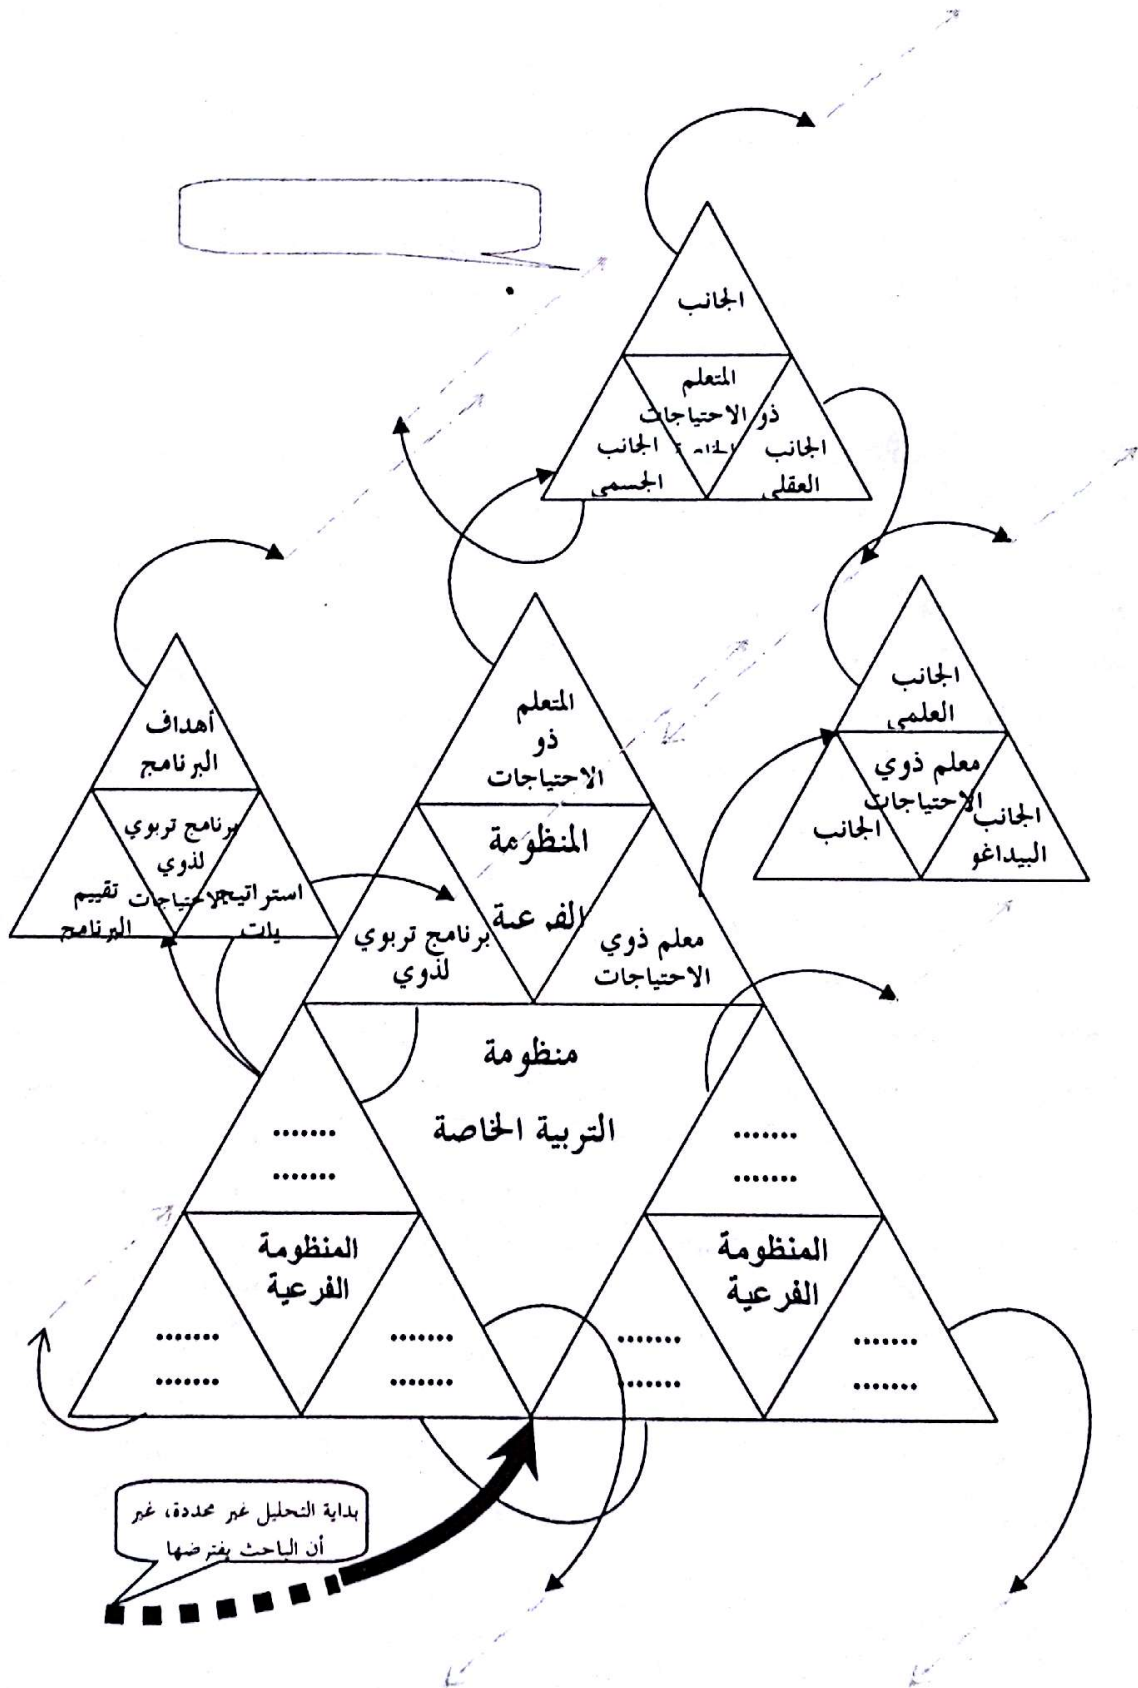 الجانب
المتعلم
ذو الاحتياجات
الجانب
العقلي
الجانب
الجسمي
الجانب
العلمي
معلم ذوي
الاحتياجات
الجانب
البيداغو
الجانب
المتعلم
ذو
الاحتياجات
المنظومة
الفرعية
معلم ذوي
الاحتياجات
برنامج تربوي
لذوي
أهداف
البرنامج
برنامج تربوي
لذوي
الاحتياجات
استراتيج
يات
تقييم
البرنامج
منظومة
التربية الخاصة
.......
.......
.......
.......
المنظومة
الفرعية
المنظومة
الفرعية
.......
.......
.......
.......
.......
.......
.......
.......
بداية التحليل غير محددة، غير
أن الباحث يفترضها